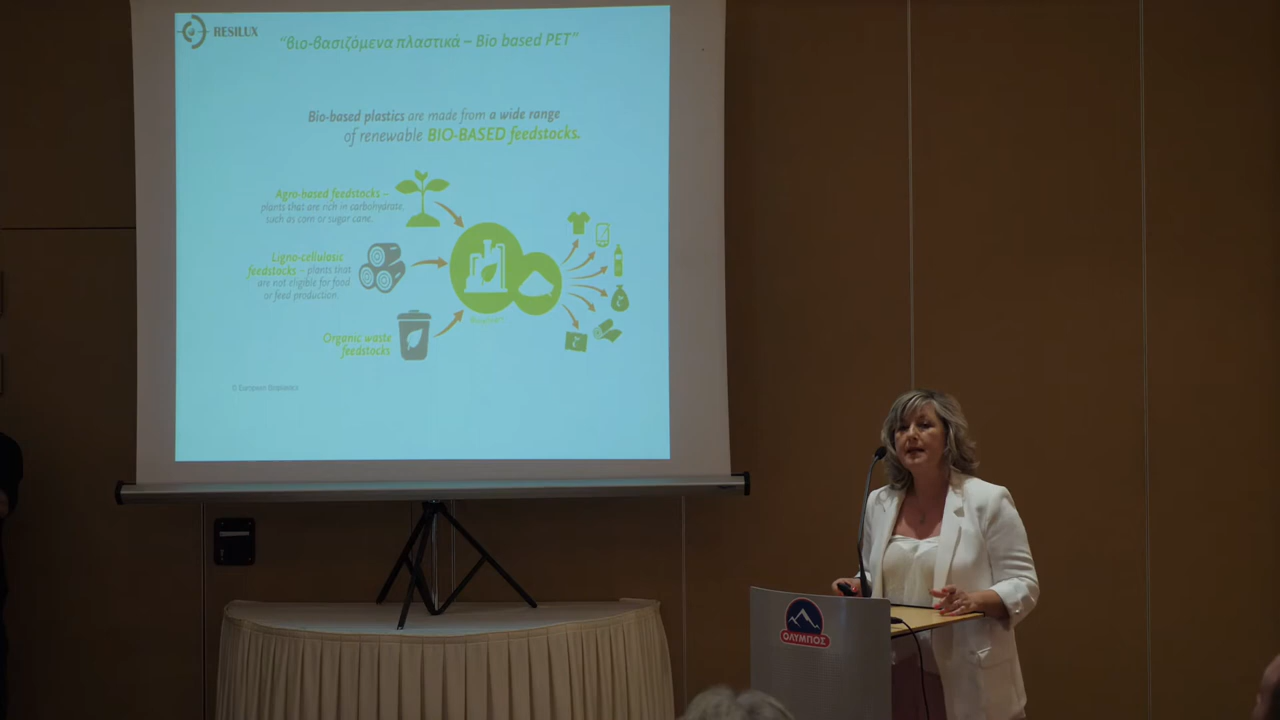 RESILUX
“βιο-βασιζόμενα πλαστικά – Bio based PET”
Bio-based plastics are made from a wide range
of renewable BIO-BASED feedstocks.
Agro-based feedstocks –
plants that are rich in carbohydrate,
such as corn or sugar cane.
Ligno-cellulosic
feedstocks – plants that
are not eligible for food
or feed production.
Organic waste
feedstocks
© European Bioplastics
ΟΛΥΜΠΟΣ